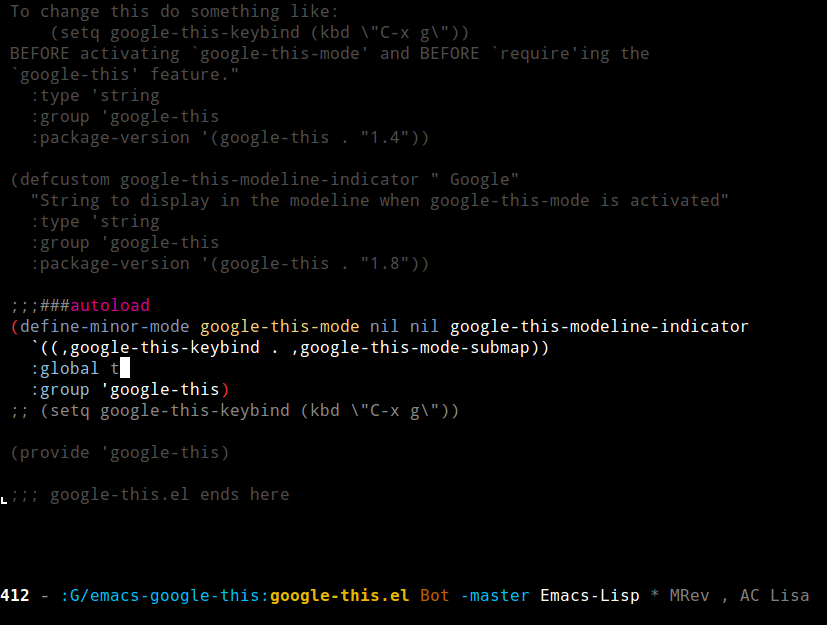 To change this do something like:
    (setq google-this-keybind (kbd \"C-x g\"))
BEFORE activating `google-this-mode' and BEFORE `require'ing the
`google-this' feature."
  :type 'string
  :group 'google-this
  :package-version '(google-this . "1.4"))

(defcustom google-this-modeline-indicator " Google"
  "String to display in the modeline when google-this-mode is activated"
  :type 'string
  :group 'google-this
  :package-version '(google-this . "1.8"))

;;;###autoload
(define-minor-mode google-this-mode nil nil google-this-modeline-indicator
  `((,google-this-keybind . ,google-this-mode-submap))
  :global t
  :group 'google-this)
;; (setq google-this-keybind (kbd \"C-x g\"))

(provide 'google-this)

;;; google-this.el ends here

412 - :G/emacs-google-this:google-this.el Bot -master Emacs-Lisp * MRev , AC Lisa